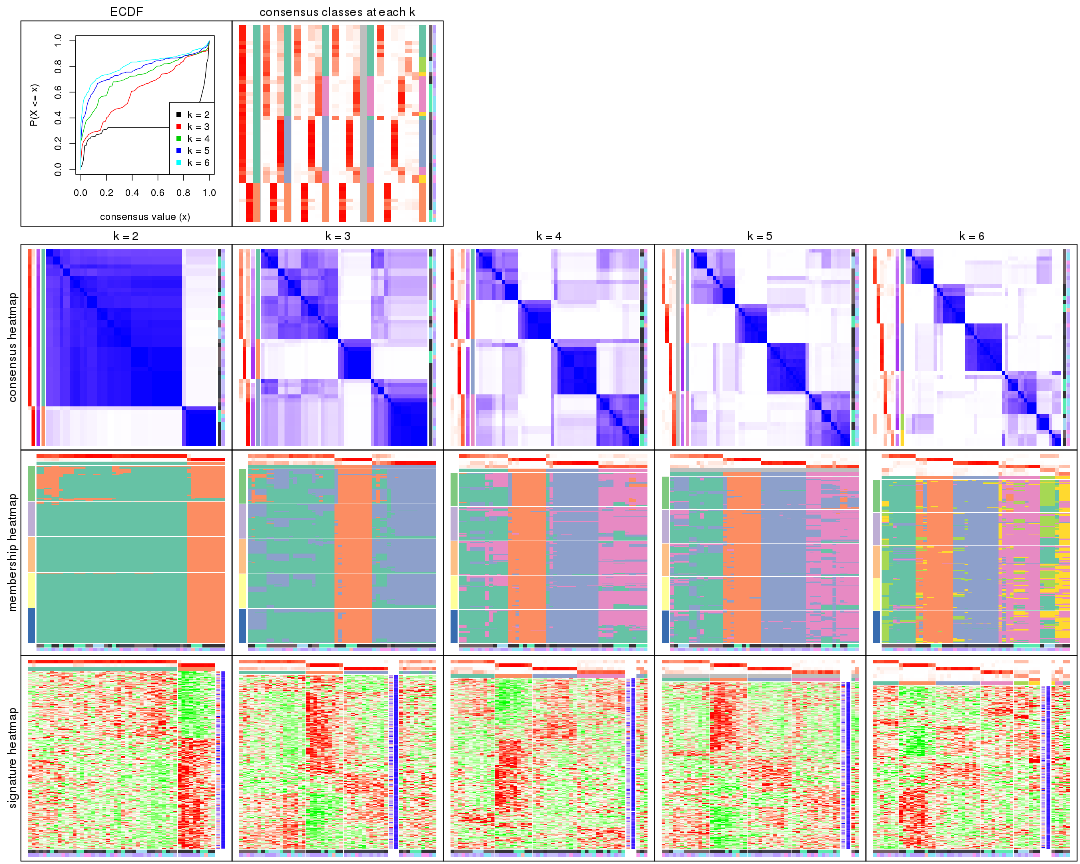 ECDF
consensus classes at each k
P(X <= x)
0.0 0.2 0.4 0.6 0.8 1.0
k = 2
k = 3
k = 4
k = 5
k = 6
0.0 0.2 0.4 0.6 0.8 1.0
consensus value (x)
k = 2
k = 3
k = 4
k = 5
k = 6
consensus heatmap
membership heatmap
signature heatmap